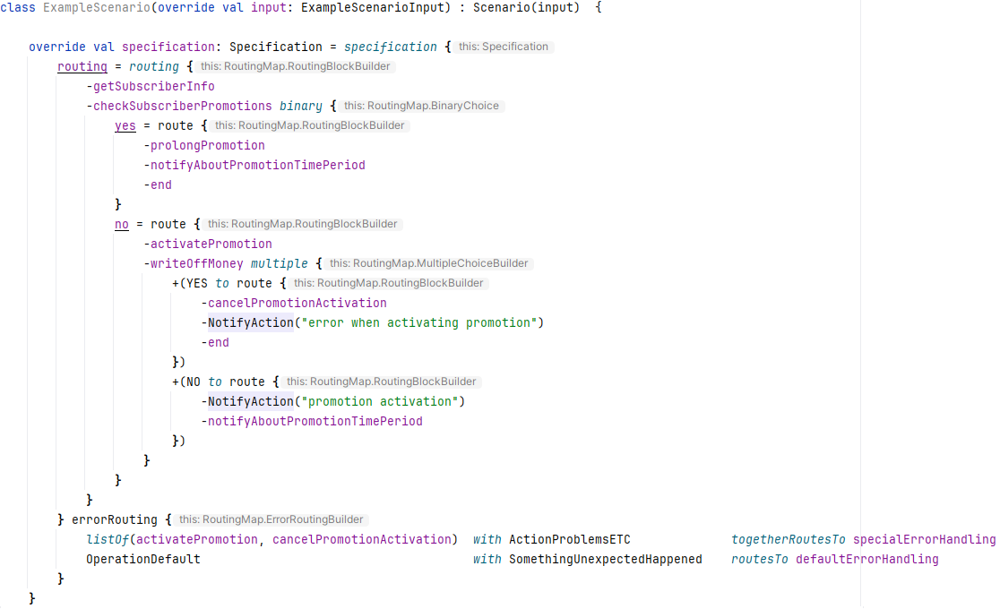 class ExampleScenario(override val input: ExampleScenarioInput) : Scenario(input)  {
override val specification: Specification = specification { this: Specification
routing = routing { this: RoutingMap.RoutingBlockBuilder
-getSubscriberInfo
-checkSubscriberPromotions binary { this: RoutingMap.BinaryChoice
yes = route { this: RoutingMap.RoutingBlockBuilder
-prolongPromotion
-notifyAboutPromotionTimePeriod
-end
}
no = route { this: RoutingMap.RoutingBlockBuilder
-activatePromotion
-writeOffMoney multiple { this: RoutingMap.MultipleChoiceBuilder
+(YES to route { this: RoutingMap.RoutingBlockBuilder
-cancelPromotionActivation
-NotifyAction("error when activating promotion")
-end
})
+(NO to route { this: RoutingMap.RoutingBlockBuilder
-NotifyAction("promotion activation")
-notifyAboutPromotionTimePeriod
})
}
}
}
} errorRouting { this: RoutingMap.ErrorRoutingBuilder
listOf(activatePromotion, cancelPromotionActivation)  with ActionProblemsETC              togetherRoutesTo specialErrorHandling
OperationDefault                                      with SomethingUnexpectedHappened    routesTo defaultErrorHandling
}
}